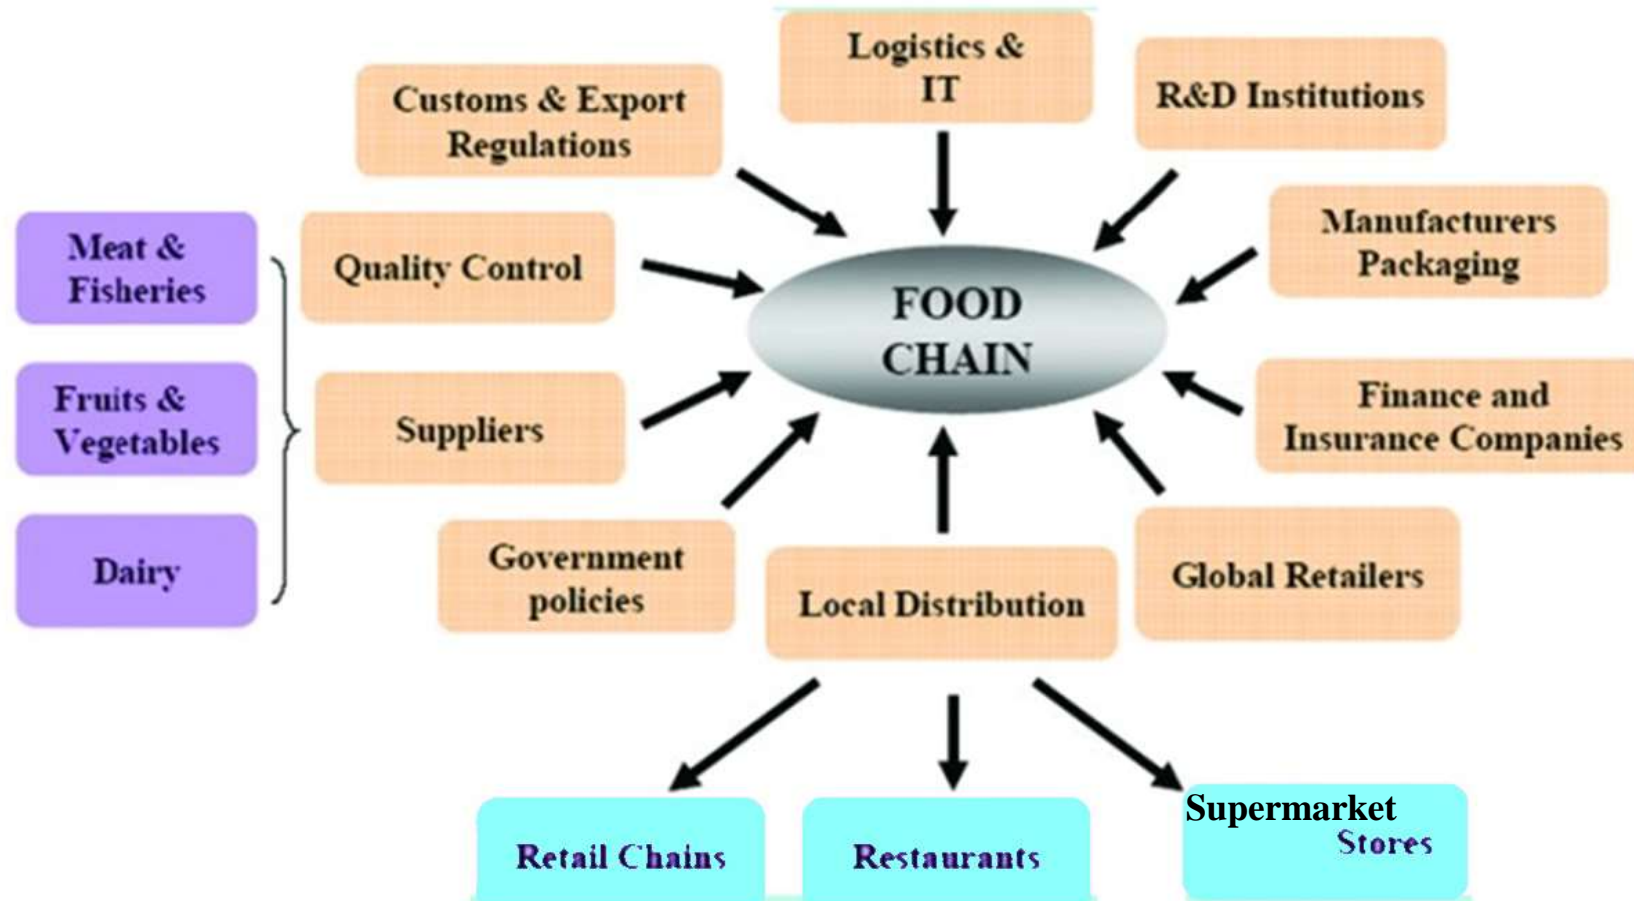 Logistics &
IT
Customs & Export
Regulations
R&D Institutions
Meat &
Fisheries
Quality Control
Manufacturers
Packaging
FOOD
CHAIN
Fruits &
Vegetables
Suppliers
Finance and
Insurance Companies
Dairy
Government
policies
Local Distribution
Global Retailers
Retail Chains
Restaurants
Supermarket
Stores